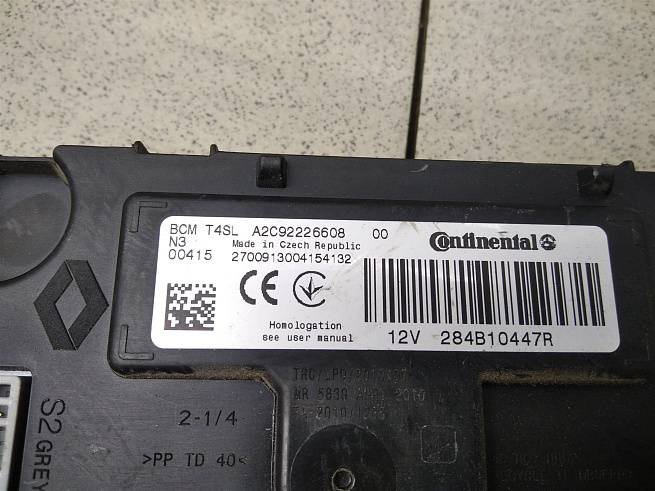 BCM T4SL A2C92226608 00
N3 Made in Czech Republic
00415 2700913004154132
Continental
CE
Homologation
see user manual
12V 284B10447R
2-1/4
>PP TD 40<
S2 GREY